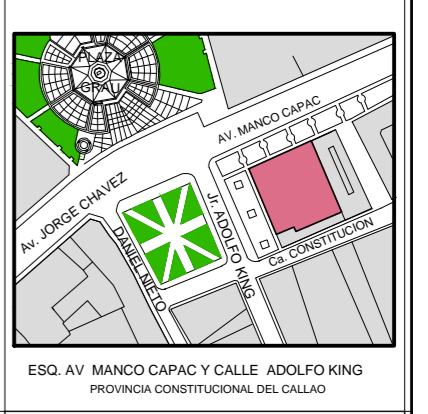 PLAZA
GRAU
AV. MANCO CAPAC
Av. JORGE CHAVEZ
Jr. ADOLFO KING
DANIEL NIETO
Ca. CONSTITUCION
ESQ. AV MANCO CAPAC Y CALLE ADOLFO KING
PROVINCIA CONSTITUCIONAL DEL CALLAO